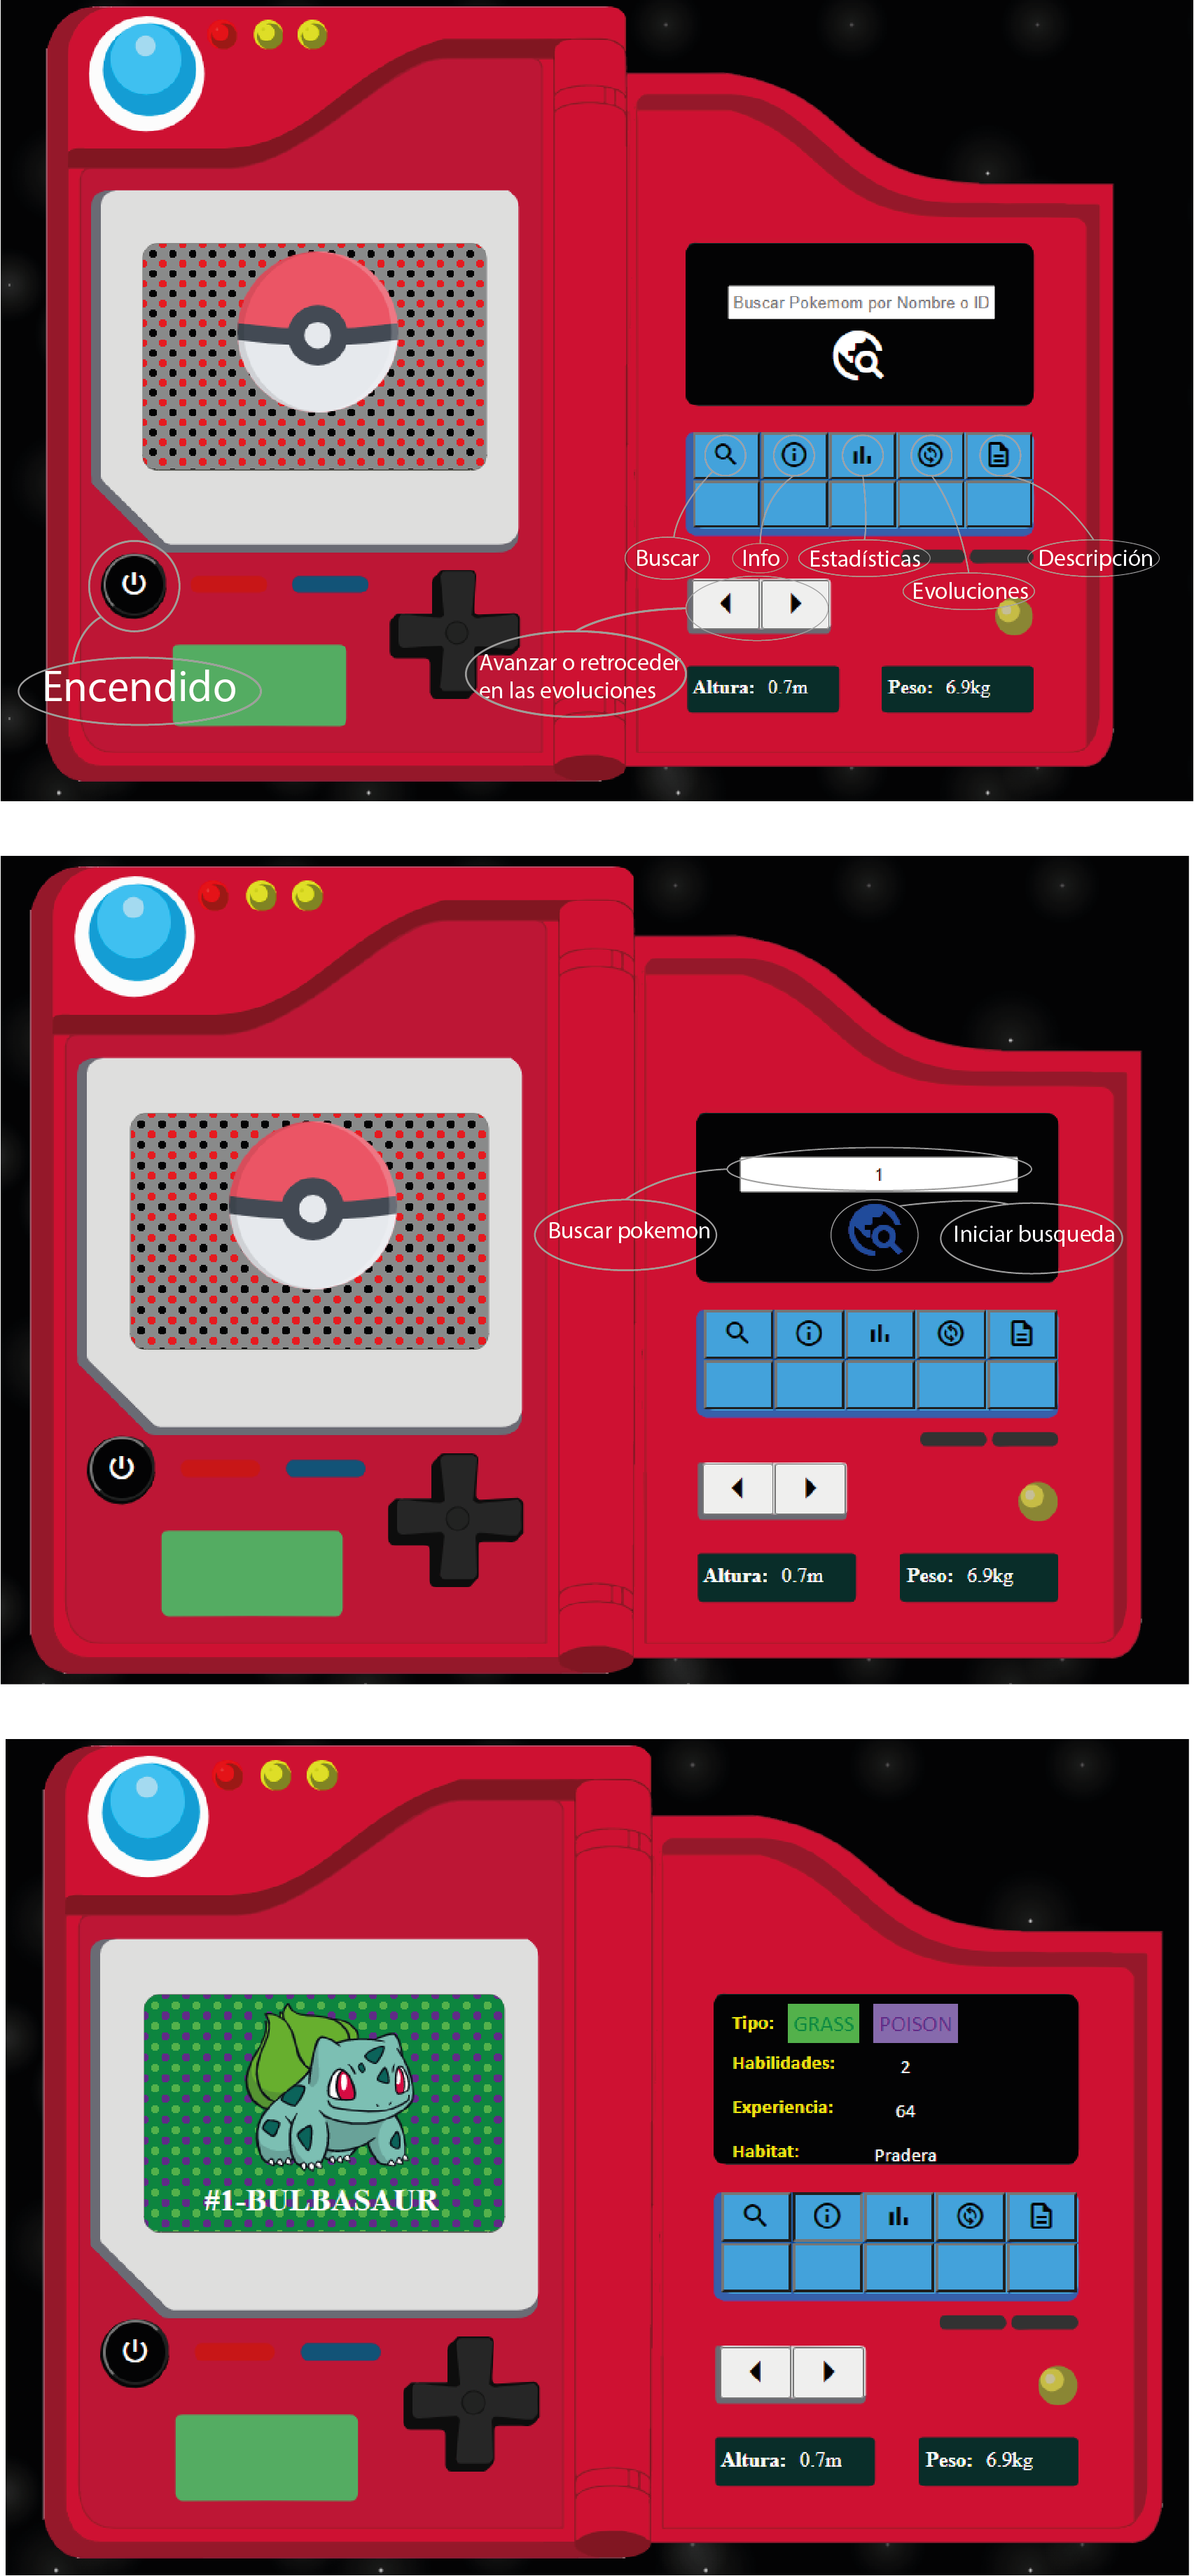 Buscar Pokemom por Nombre o ID
Buscar
Info
Estadísticas
Descripción
Evoluciones
Encendido
Avanzar o retroceder
en las evoluciones
Altura: 0.7m
Peso: 6.9kg
1
Buscar pokemon
Iniciar busqueda
Altura: 0.7m
Peso: 6.9kg
#1-BULBASAUR
Tipo: GRASS POISON
Habilidades: 2
Experiencia: 64
Habitat: Pradera
Altura: 0.7m
Peso: 6.9kg